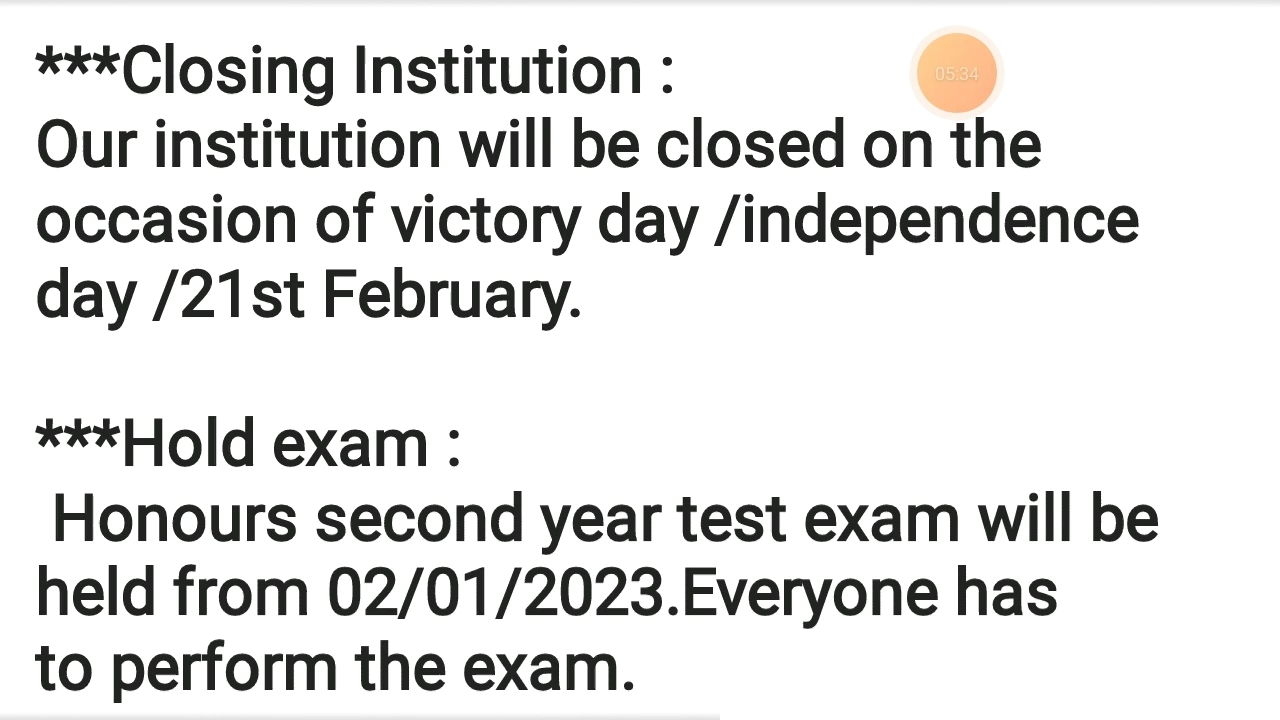 ***Closing Institution :
05:34
Our institution will be closed on the
occasion of victory day /independence
day /21st February.
***Hold exam :
Honours second year test exam will be
held from 02/01/2023.Everyone has
to perform the exam.